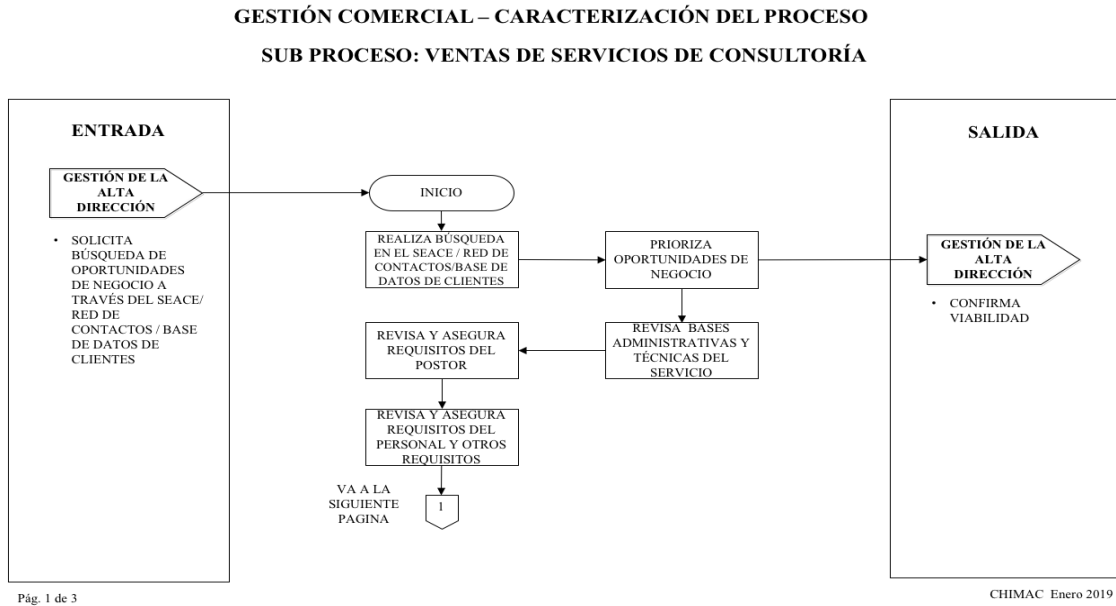 GESTIÓN COMERCIAL – CARACTERIZACIÓN DEL PROCESO
SUB PROCESO: VENTAS DE SERVICIOS DE CONSULTORÍA
ENTRADA
GESTIÓN DE LA
ALTA
DIRECCIÓN
• SOLICITA
BÚSQUEDA DE
OPORTUNIDADES
DE NEGOCIO A
TRAVÉS DEL SEACE/
RED DE
CONTACTOS / BASE
DE DATOS DE
CLIENTES
INICIO
REALIZA BÚSQUEDA
EN EL SEACE / RED DE
CONTACTOS/BASE DE
DATOS DE CLIENTES
PRIORIZA
OPORTUNIDADES DE
NEGOCIO
REVISA BASES
ADMINISTRATIVAS Y
TÉCNICAS DEL
SERVICIO
REVISA Y ASEGURA
REQUISITOS DEL
POSTOR
REVISA Y ASEGURA
REQUISITOS DEL
PERSONAL Y OTROS
REQUISITOS
VA A LA
SIGUIENTE
PAGINA
1
SALIDA
GESTIÓN DE LA
ALTA
DIRECCIÓN
• CONFIRMA
VIABILIDAD
Pág. 1 de 3
CHIMAC Enero 2019